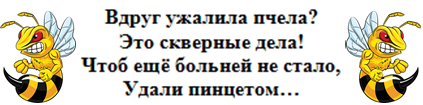 Вдруг ужалила пчела?
Это скверные дела!
Чтоб ещё больней не стало,
Удали пинцетом…